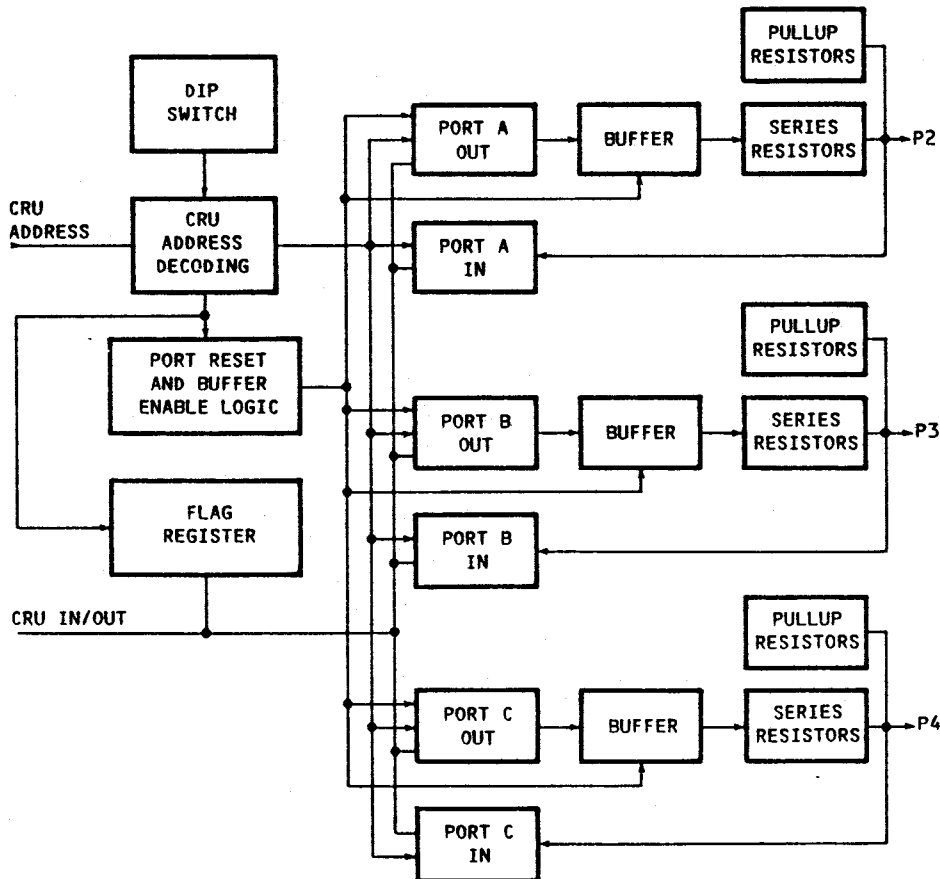 PULLUP
RESISTORS
DIP
SWITCH
PORT A
OUT
BUFFER
SERIES
RESISTORS
P2
CRU
ADDRESS
CRU
ADDRESS
DECODING
PORT A
IN
PULLUP
RESISTORS
PORT RESET
AND BUFFER
ENABLE LOGIC
PORT B
OUT
BUFFER
SERIES
RESISTORS
P3
FLAG
REGISTER
PORT B
IN
CRU IN/OUT
PULLUP
RESISTORS
PORT C
OUT
BUFFER
SERIES
RESISTORS
P4
PORT C
IN